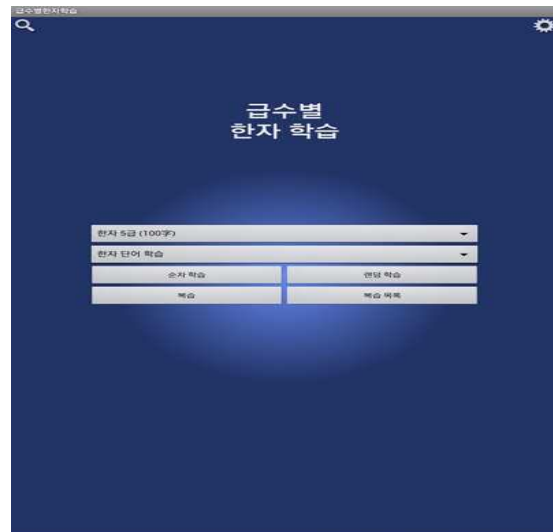 급수별한자학습
급수별
한자 학습
한자 5급 (100字)
한자 단어 학습
순차 학습
랜덤 학습
복습
복습 목록